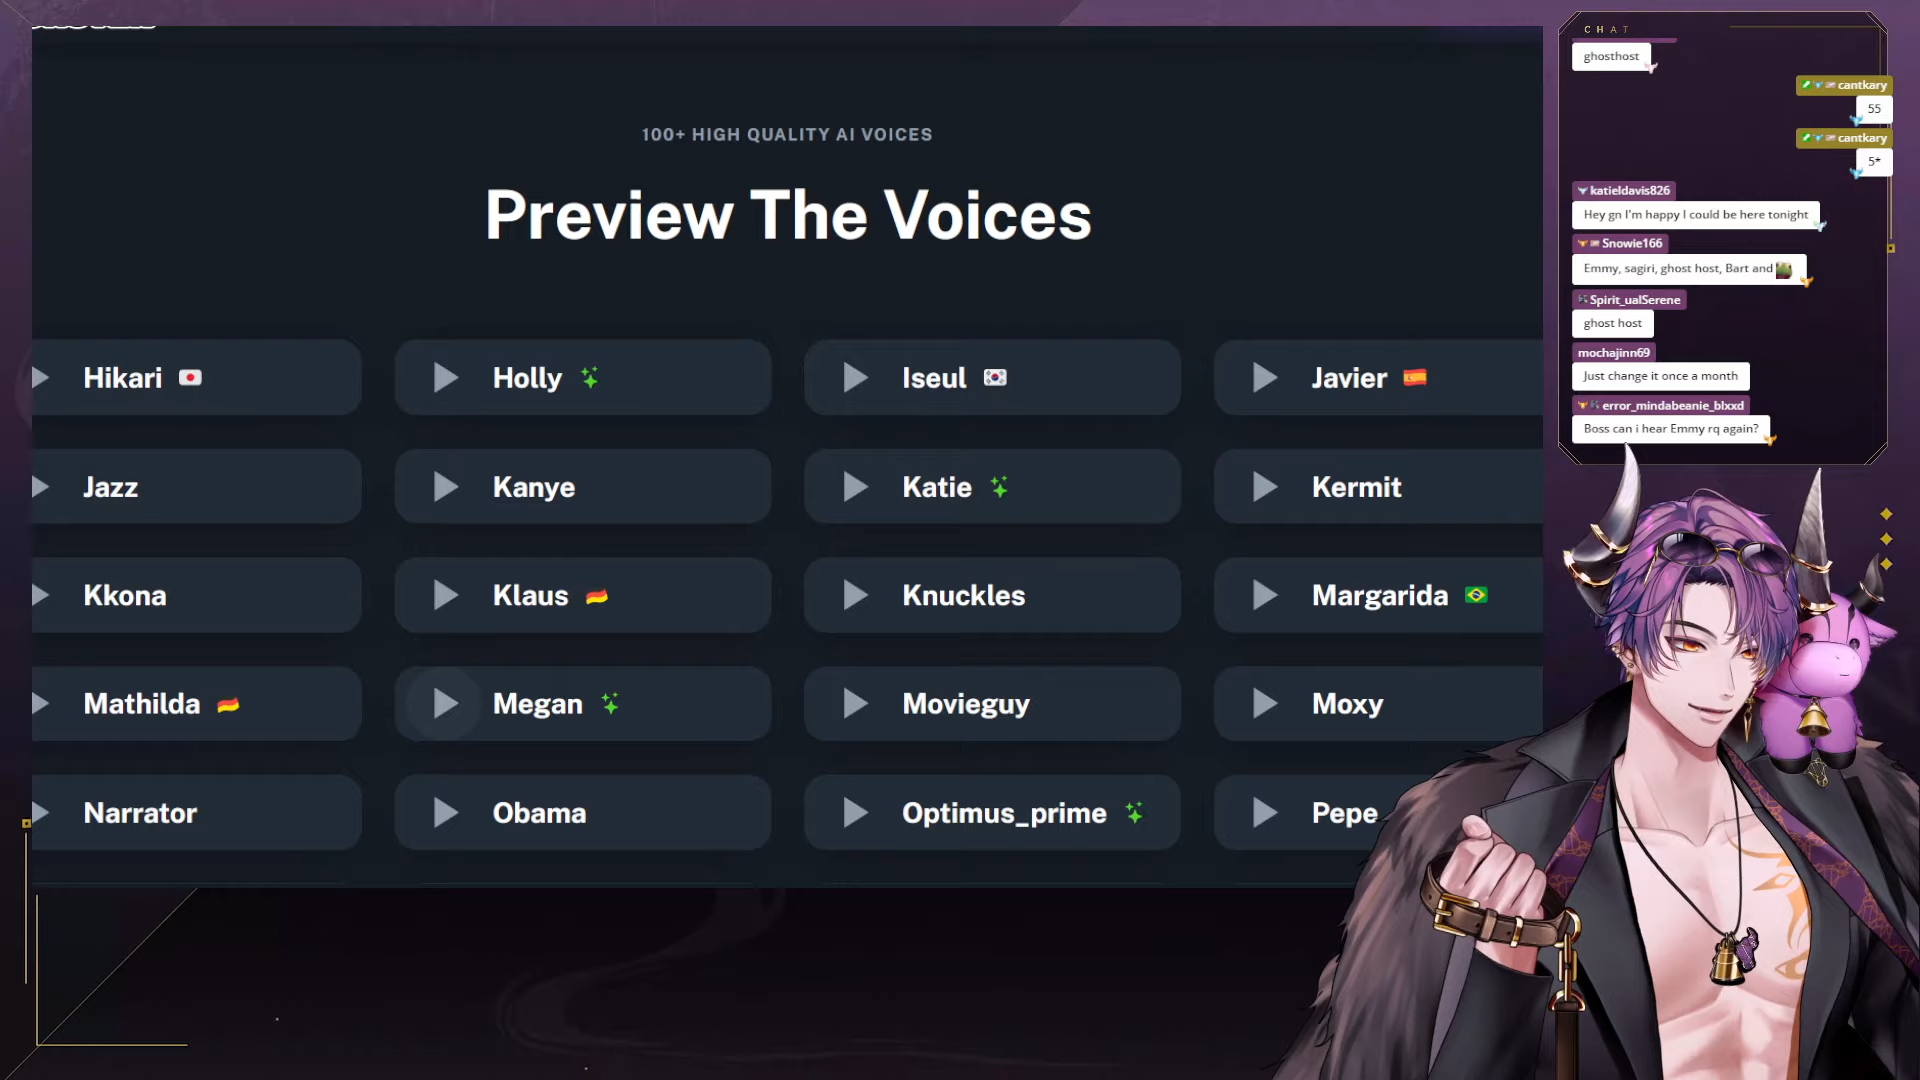 100+ HIGH QUALITY AI VOICES
Preview The Voices
Hikari
Holly
Iseul
Javier
Jazz
Kanye
Katie
Kermit
Kkona
Klaus
Knuckles
Margarida
Mathilda
Megan
Movieguy
Moxy
Narrator
Obama
Optimus_prime
Pepe
CHAT
ghosthost
cantkary
55
cantkary
5*
katieldavis826
Hey gn I'm happy I could be here tonight
Snowie166
Emmy, sagiri, ghost host, Bart and
Spirit_ualSerene
ghost host
mochajinn69
Just change it once a month
error_mindabeanie_blxxd
Boss can i hear Emmy rq again?